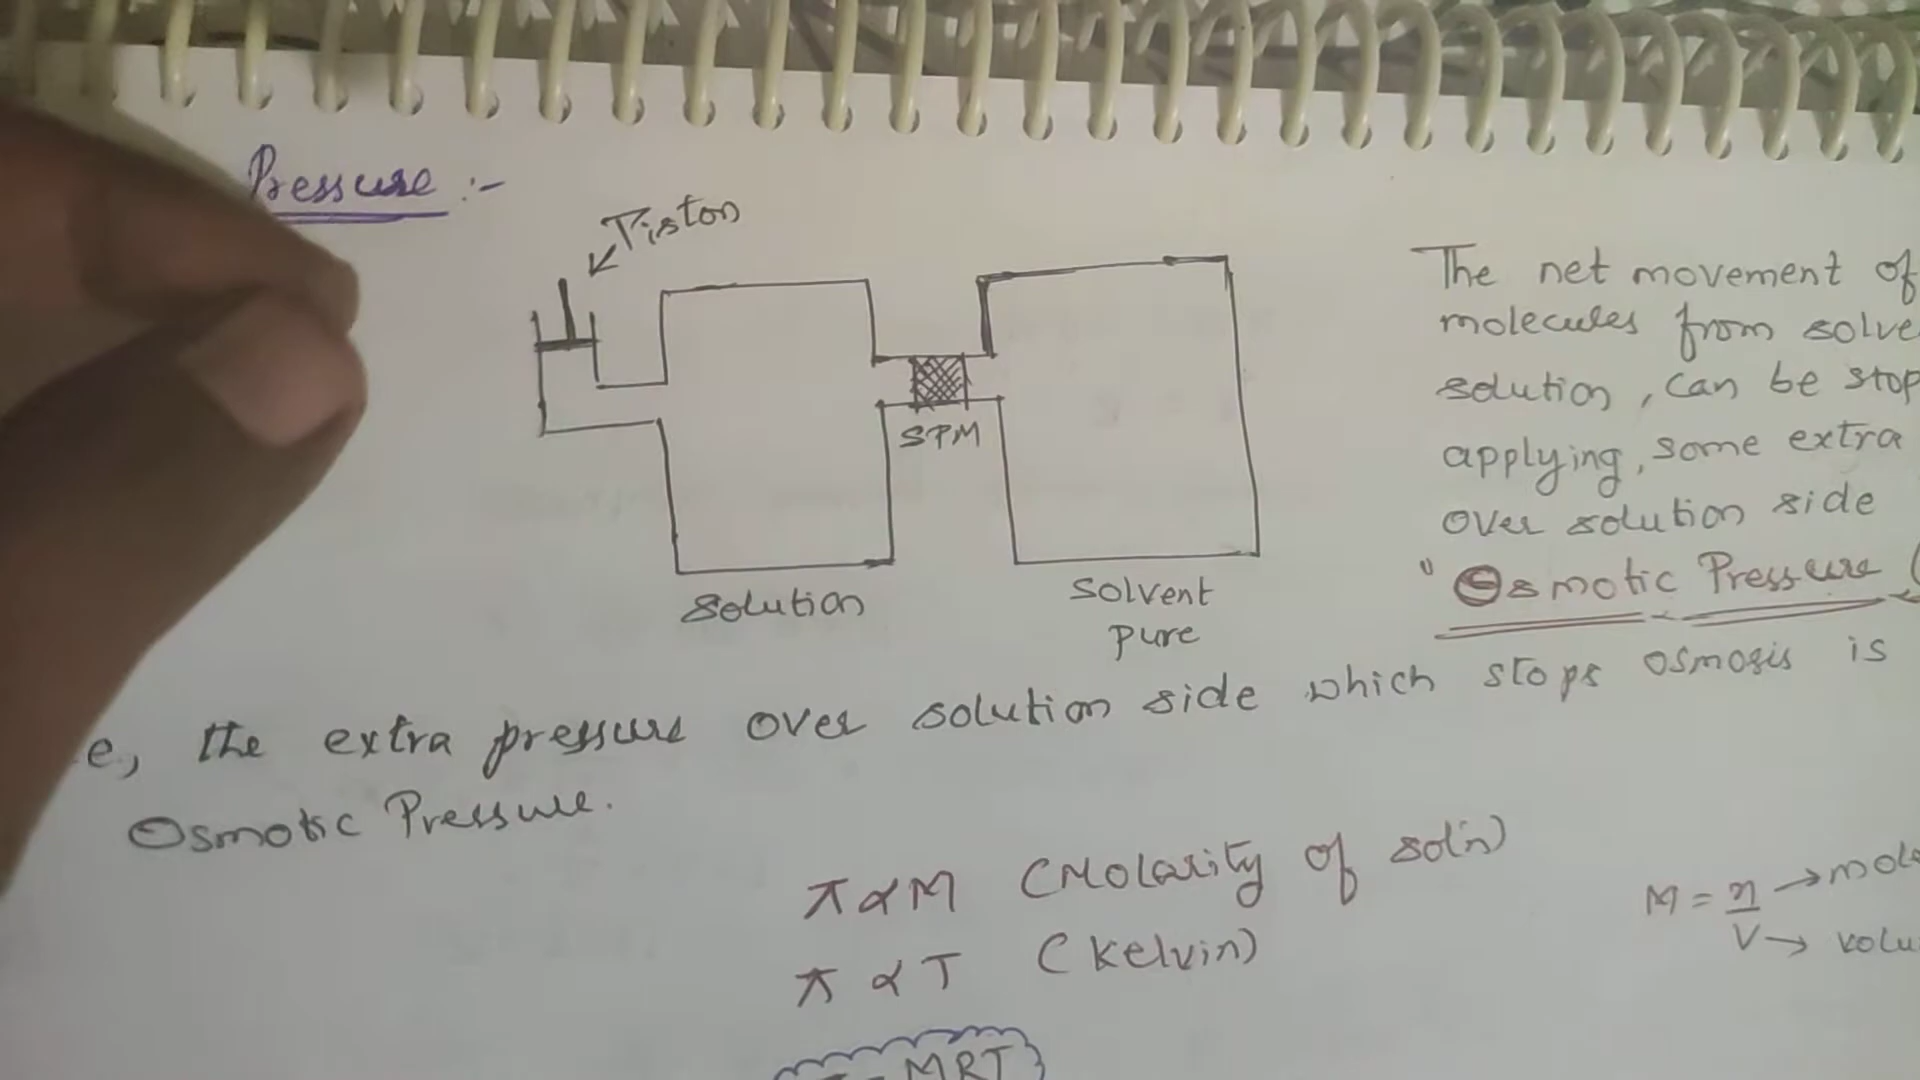 Pressure :-
Piston
SPM
Solution
Solvent
pure
The net movement of
molecules from solve
solution, can be stop
applying, some extra
over solution side
" Osmotic Pressure (
e, the extra pressure over solution side which stops osmosis is
Osmotic Pressure.
π α M (Molarity of soln)
π α T (Kelvin)
M = n → mol
V → volu
MRT